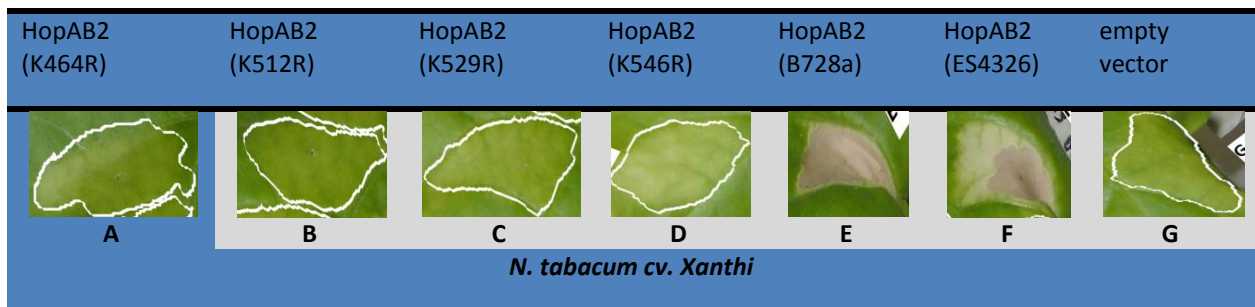 HopAB2 HopAB2 HopAB2 HopAB2 HopAB2 HopAB2 empty
(K464R) (K512R) (K529R) (K546R) (B728a) (ES4326) vector
G
A B C D E F G
N. tabacum cv. Xanthi